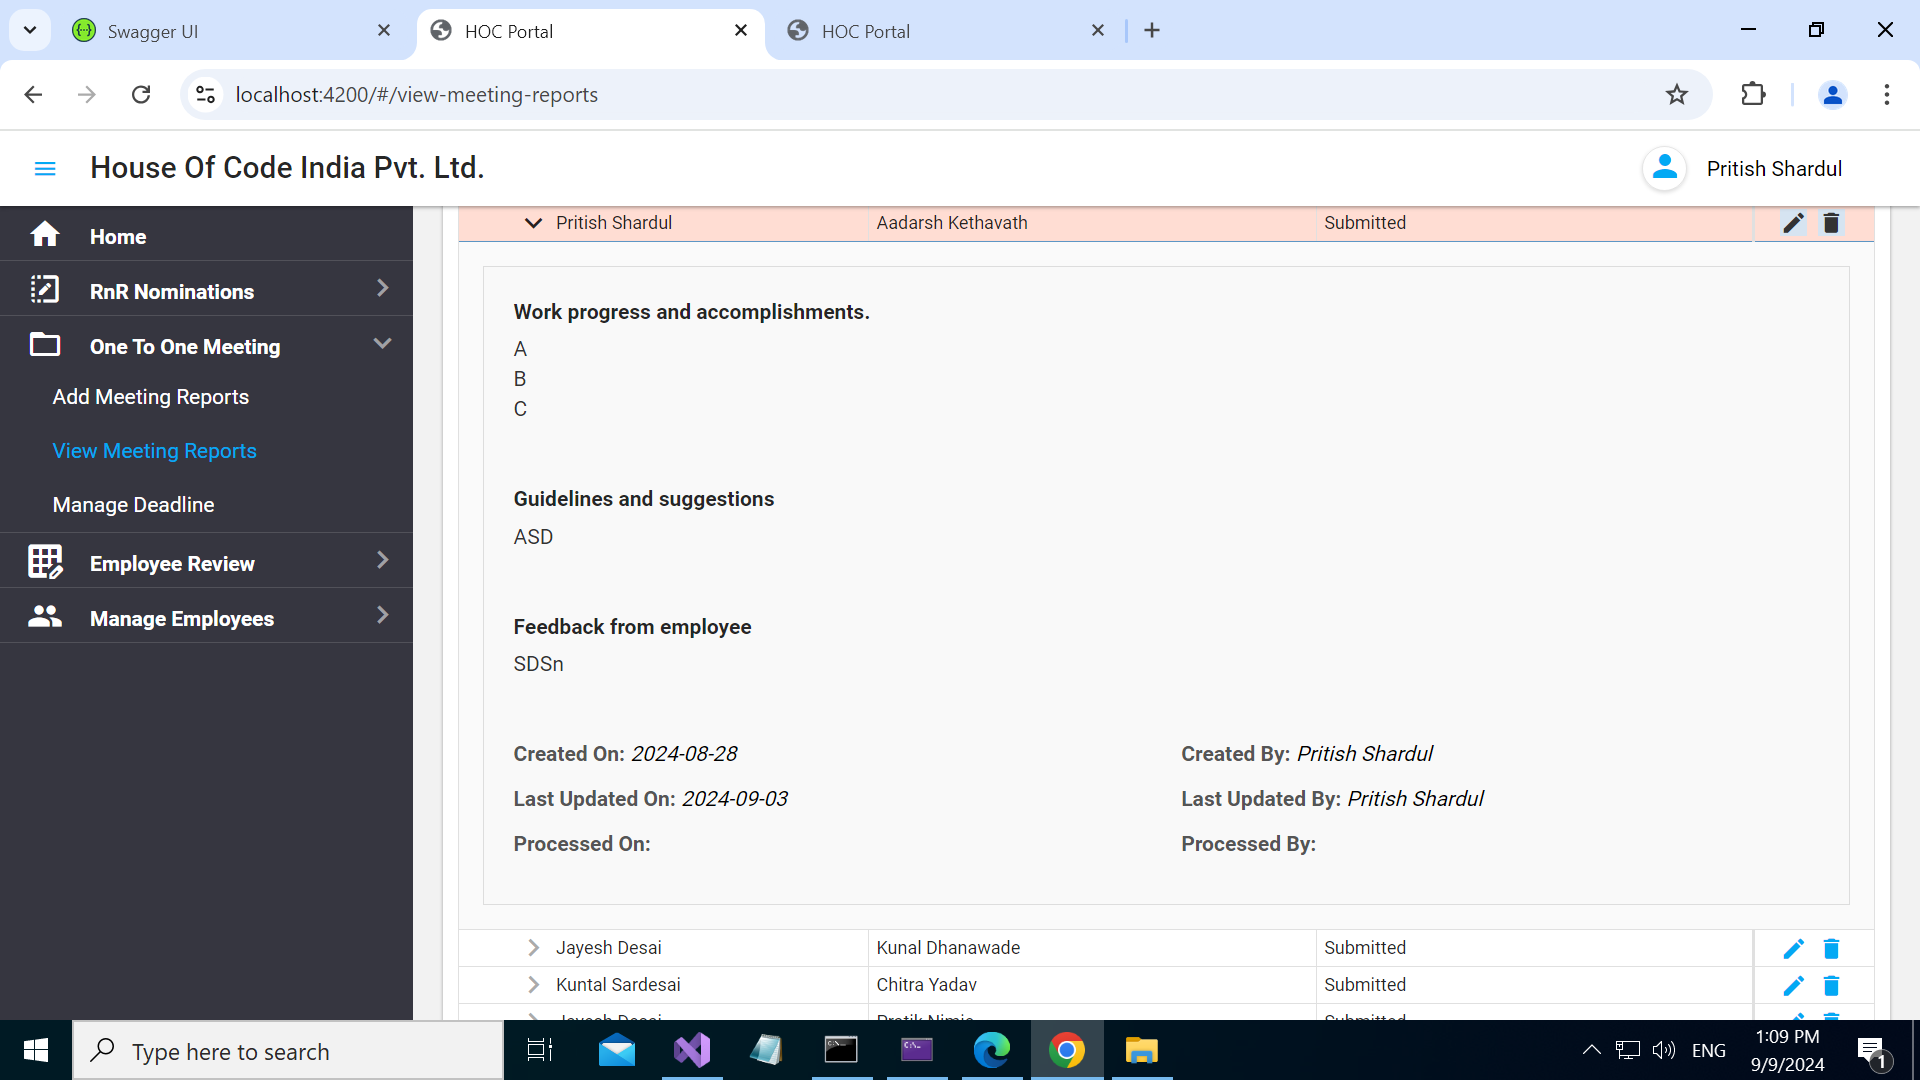 Swagger UI
HOC Portal
HOC Portal
localhost:4200/#/view-meeting-reports
House Of Code India Pvt. Ltd.
Pritish Shardul
Home
RnR Nominations
One To One Meeting
Add Meeting Reports
View Meeting Reports
Manage Deadline
Employee Review
Manage Employees
Pritish Shardul Aadarsh Kethavath Submitted
Work progress and accomplishments.
A
B
C
Guidelines and suggestions
ASD
Feedback from employee
SDSn
Created On: 2024-08-28 Created By: Pritish Shardul
Last Updated On: 2024-09-03 Last Updated By: Pritish Shardul
Processed On: Processed By:
Jayesh Desai Kunal Dhanawade Submitted
Kuntal Sardesai Chitra Yadav Submitted
Type here to search
ENG
1:09 PM
9/9/2024
1